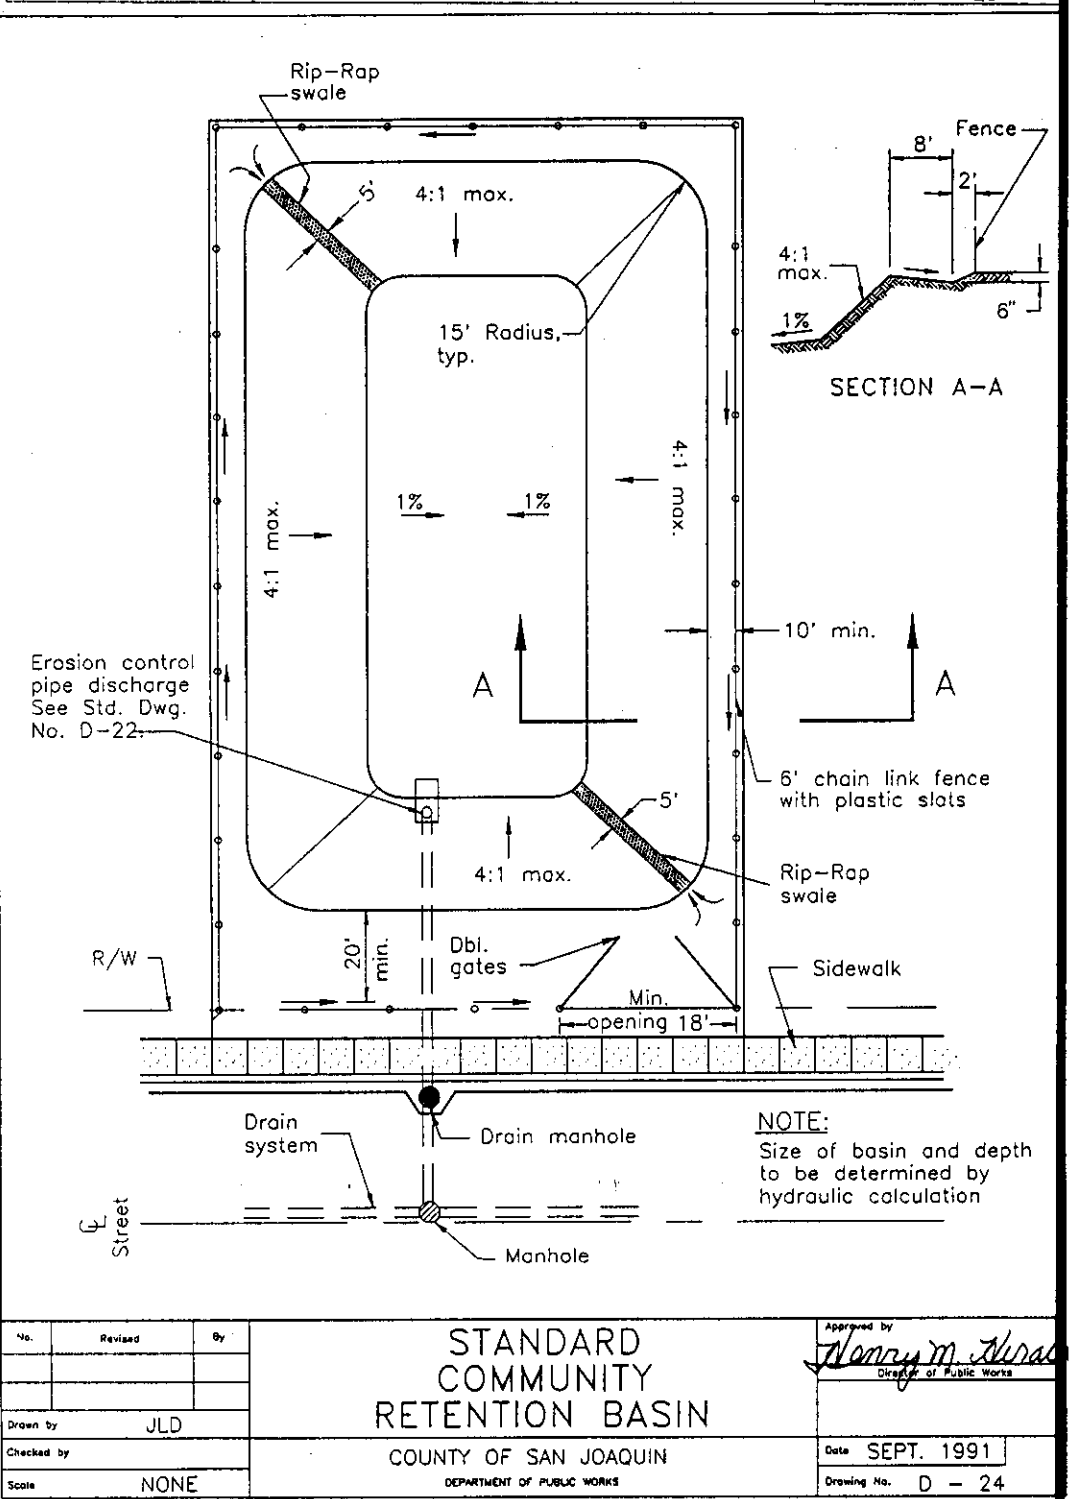 Rip-Rap
swale
5'
4:1 max.
15' Radius,
typ.
Fence
8'
2'
4:1
max.
1%
6"
SECTION A-A
4:1 max.
1%
1%
4:1 max.
10' min.
A
A
Erosion control
pipe discharge
See Std. Dwg.
No. D-22.
6' chain link fence
with plastic slats
5'
4:1 max.
Rip-Rap
swale
20'
min.
Dbl.
gates
R/W
Sidewalk
Min.
opening 18'
Drain
system
Drain manhole
NOTE:
Size of basin and depth
to be determined by
hydraulic calculation
℄
Street
Manhole
No. Revised By
Drawn by JLD
Checked by
Scale NONE
STANDARD
COMMUNITY
RETENTION BASIN
COUNTY OF SAN JOAQUIN
DEPARTMENT OF PUBLIC WORKS
Approved by
Henry M.
Director of Public Works
Date SEPT. 1991
Drawing No. D - 24